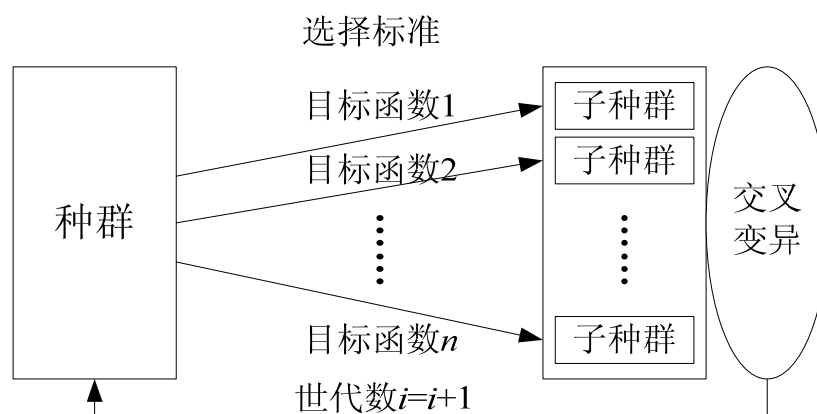 选择标准
目标函数1
子种群
目标函数2
子种群
种群
交叉
变异
目标函数n
子种群
世代数i=i+1